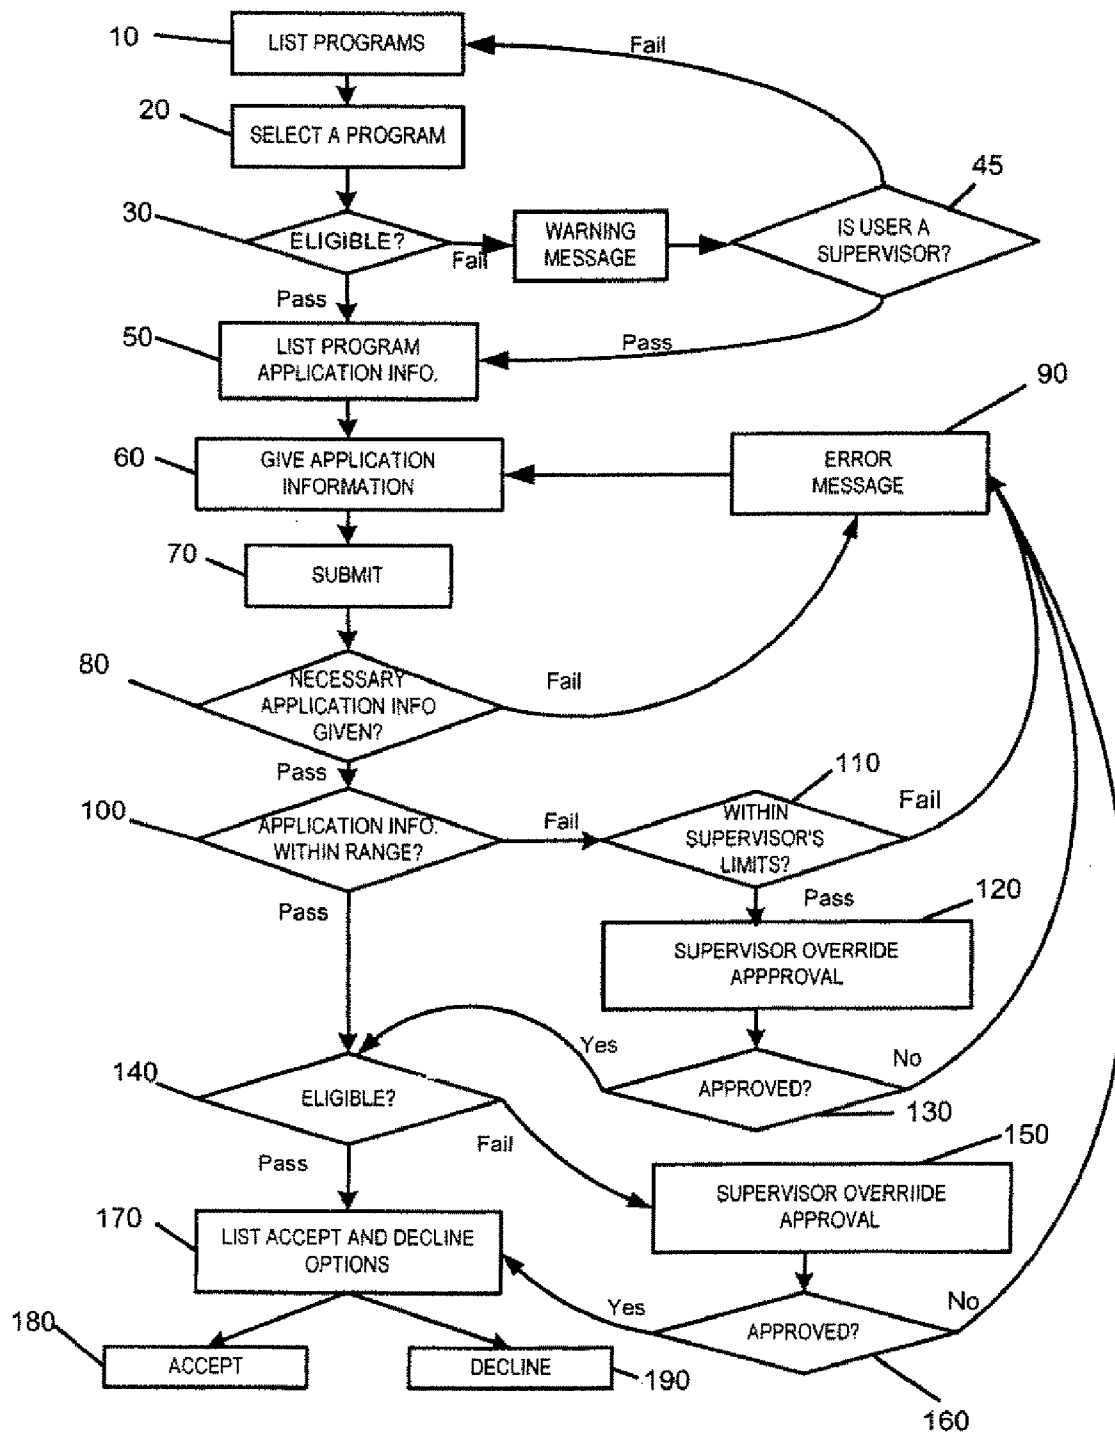 10
LIST PROGRAMS
Fail
20
SELECT A PROGRAM
45
30
ELIGIBLE?
Fail
WARNING
MESSAGE
IS USER A
SUPERVISOR?
Pass
50
LIST PROGRAM
APPLICATION INFO.
Pass
90
60
GIVE APPLICATION
INFORMATION
ERROR
MESSAGE
70
SUBMIT
80
NECESSARY
APPLICATION INFO
GIVEN?
Fail
Pass
110
100
APPLICATION INFO.
WITHIN RANGE?
Fail
WITHIN
SUPERVISOR'S
LIMITS?
Fail
Pass
Pass
120
SUPERVISOR OVERRIDE
APPPROVAL
Yes
No
140
ELIGIBLE?
APPROVED?
130
Fail
150
Pass
SUPERVISOR OVERRIIDE
APPROVAL
170
LIST ACCEPT AND DECLINE
OPTIONS
Yes
No
APPROVED?
180
ACCEPT
DECLINE
190
160